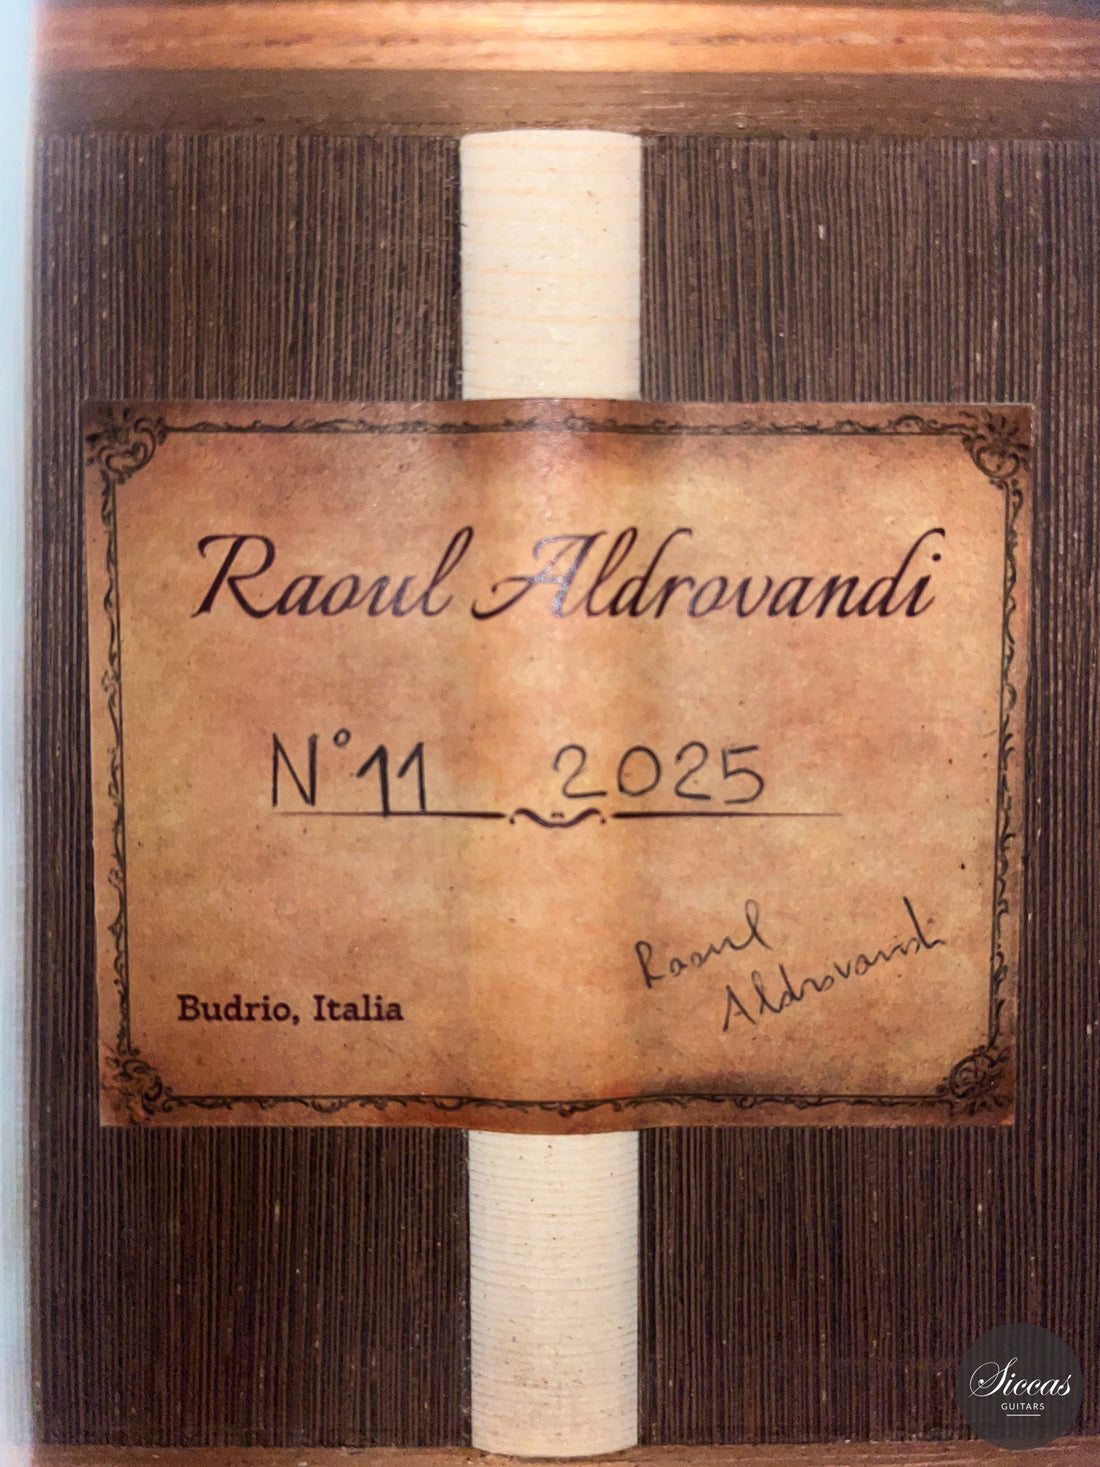 Raoul Aldrovandi
N°11 2025
Raoul
Aldrovandi
Budrio, Italia
Siccas
GUITARS